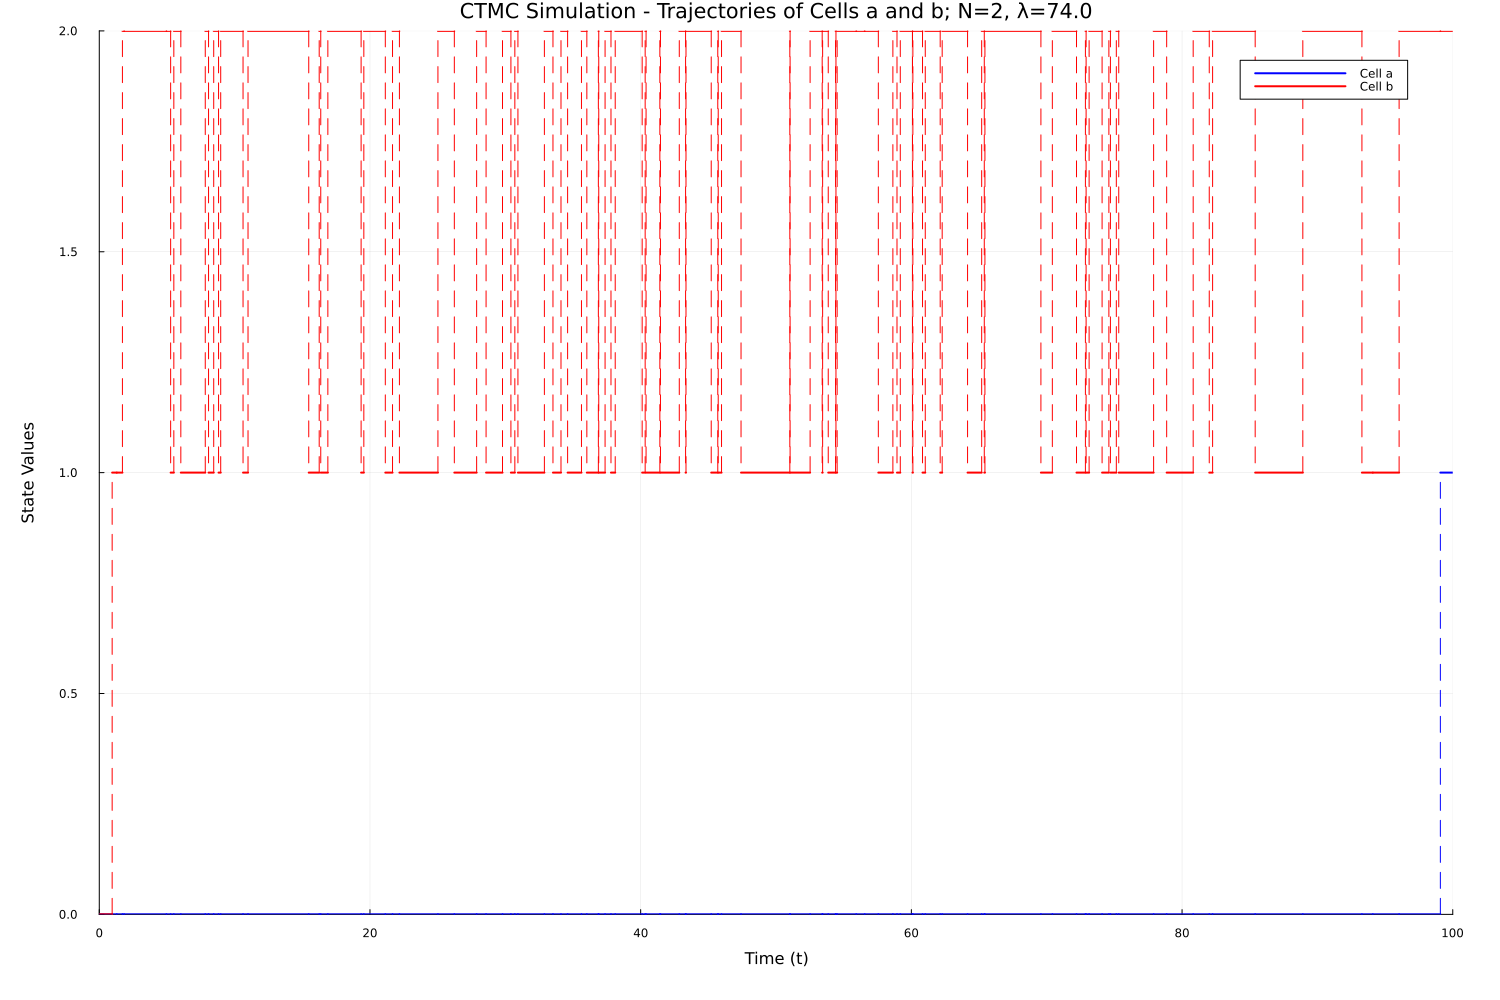 CTMC Simulation - Trajectories of Cells a and b; N=2, λ=74.0
2.0
Cell a
Cell b
1.5
1.0
State Values
0.5
0.0
0 20 40 60 80 100
Time (t)